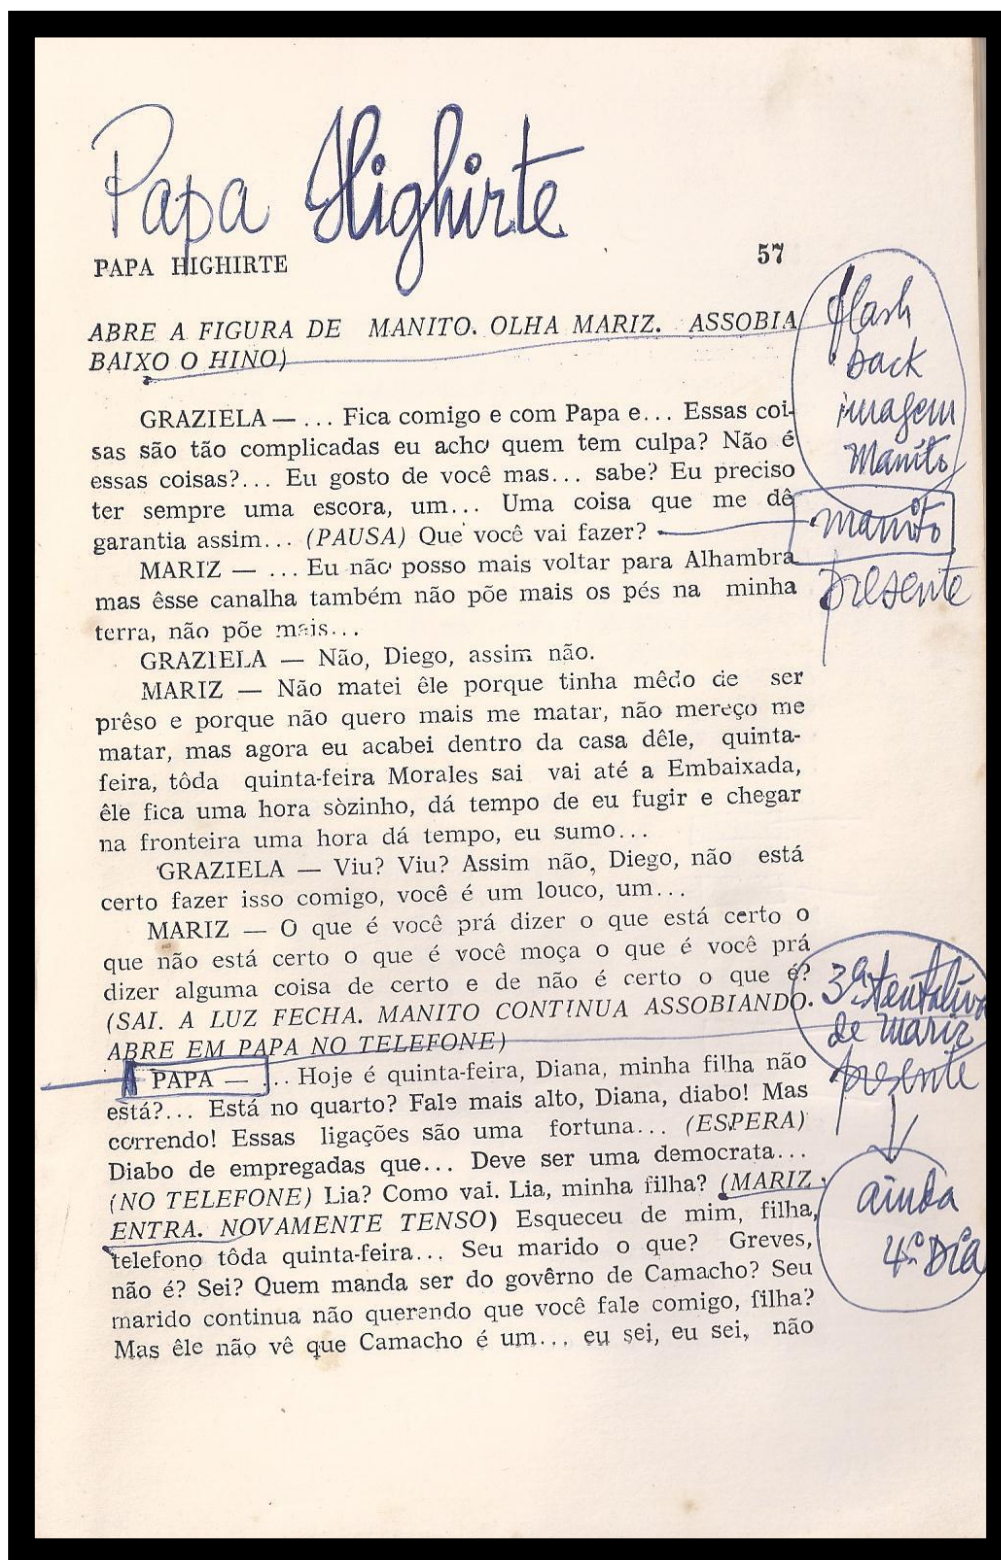 Papa Highirte
PAPA HIGHIRTE 57
flash
back
imagem
Manito
manito
presente
ABRE A FIGURA DE MANITO. OLHA MARIZ. ASSOBIA
BAIXO O HINO)
GRAZIELA — ... Fica comigo e com Papa e... Essas coi-
sas são tão complicadas eu acho quem tem culpa? Não é
essas coisas?... Eu gosto de você mas... sabe? Eu preciso
ter sempre uma escora, um... Uma coisa que me dê
garantia assim... (PAUSA) Que você vai fazer?
MARIZ — ... Eu não posso mais voltar para Alhambra
mas êsse canalha também não põe mais os pés na minha
terra, não põe mais...
GRAZIELA — Não, Diego, assim não.
MARIZ — Não matei êle porque tinha mêdo de ser
prêso e porque não quero mais me matar, não mereço me
matar, mas agora eu acabei dentro da casa dêle, quinta-
feira, tôda quinta-feira Morales sai vai até a Embaixada,
êle fica uma hora sòzinho, dá tempo de eu fugir e chegar
na fronteira uma hora dá tempo, eu sumo...
GRAZIELA — Viu? Viu? Assim não, Diego, não está
certo fazer isso comigo, você é um louco, um...
MARIZ — O que é você prá dizer o que está certo o
que não está certo o que é você moça o que é você prá
dizer alguma coisa de certo e de não é certo o que é?
(SAI. A LUZ FECHA. MANITO CONTINUA ASSOBIANDO.
ABRE EM PAPA NO TELEFONE)
PAPA — ... Hoje é quinta-feira, Diana, minha filha não
está?... Está no quarto? Fale mais alto, Diana, diabo! Mas
correndo! Essas ligações são uma fortuna... (ESPERA)
Diabo de empregadas que... Deve ser uma democrata...
(NO TELEFONE) Lia? Como vai. Lia, minha filha? (MARIZ
ENTRA. NOVAMENTE TENSO) Esqueceu de mim, filha,
telefono tôda quinta-feira... Seu marido o que? Greves,
não é? Sei? Quem manda ser do govêrno de Camacho? Seu
marido continua não querendo que você fale comigo, filha?
Mas êle não vê que Camacho é um... eu sei, eu sei, não
3ª tentativa
de mariz
presente
ainda
4º Dia